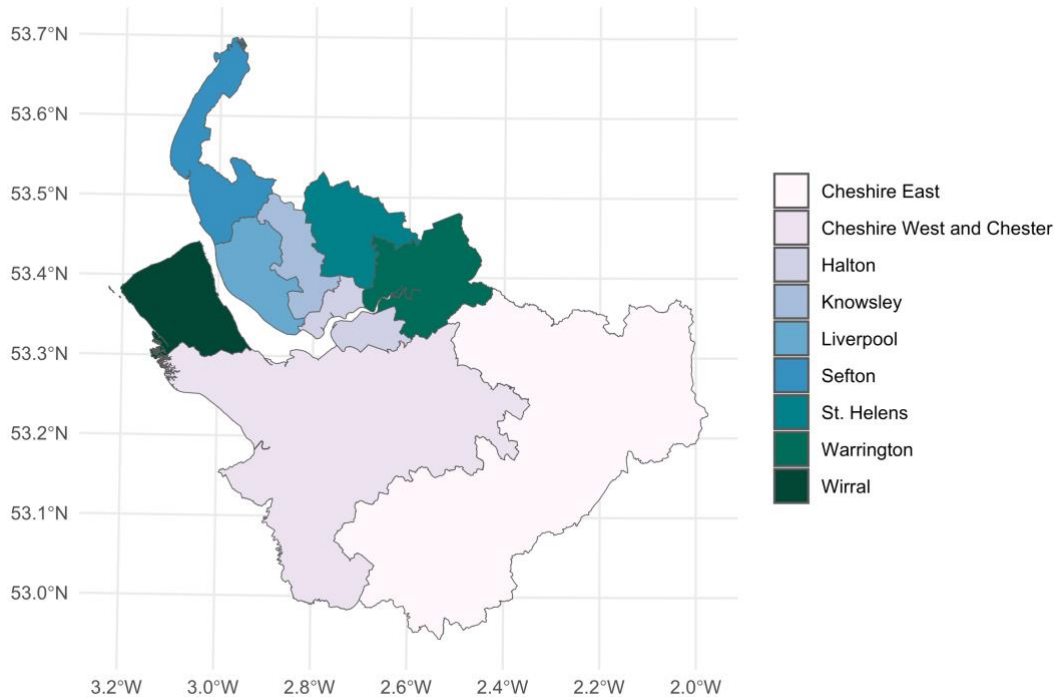 53.7°N
53.6°N
53.5°N
53.4°N
53.3°N
53.2°N
53.1°N
53.0°N
3.2°W 3.0°W 2.8°W 2.6°W 2.4°W 2.2°W 2.0°W
Cheshire East
Cheshire West and Chester
Halton
Knowsley
Liverpool
Sefton
St. Helens
Warrington
Wirral